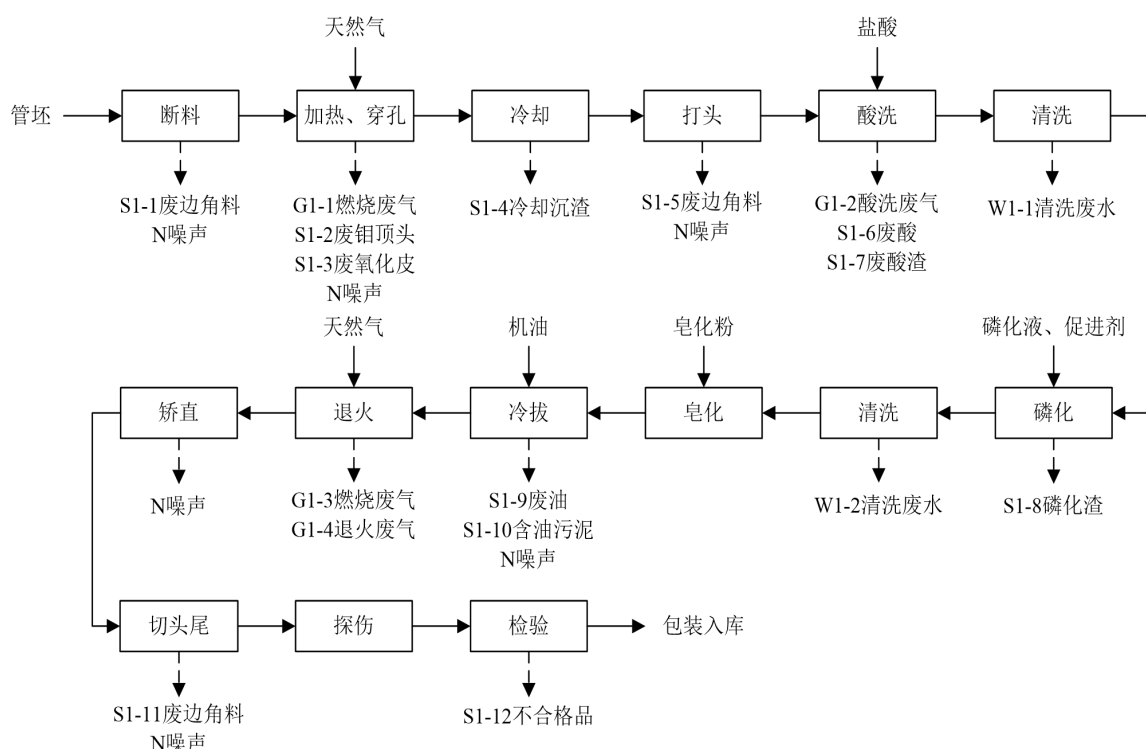 天然气
盐酸
管坯
断料
加热、穿孔
冷却
打头
酸洗
清洗
S1-1废边角料
N噪声
G1-1燃烧废气
S1-2废钼顶头
S1-3废氧化皮
N噪声
S1-4冷却沉渣
S1-5废边角料
N噪声
G1-2酸洗废气
S1-6废酸
S1-7废酸渣
W1-1清洗废水
天然气
机油
皂化粉
磷化液、促进剂
矫直
退火
冷拔
皂化
清洗
磷化
N噪声
G1-3燃烧废气
G1-4退火废气
S1-9废油
S1-10含油污泥
N噪声
W1-2清洗废水
S1-8磷化渣
切头尾
探伤
检验
包装入库
S1-11废边角料
N噪声
S1-12不合格品